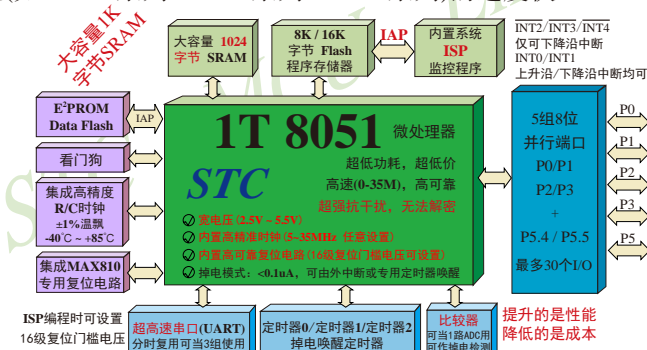 大容量1K
字节SRAM
大容量 1024
字节 SRAM
8K / 16K
字节 Flash
程序存储器
IAP
内置系统
ISP
监控程序
INT2/INT3/INT4
仅可下降沿中断
INT0/INT1
上升沿/下降沿中断均可
E²PROM
Data Flash
IAP
看门狗
集成高精度
R/C时钟
±1%温飘
-40℃ ~ +85℃
集成MAX810
专用复位电路
1T 8051 微处理器
STC
超低功耗，超低价
高速(0-35M)，高可靠
超强抗干扰，无法解密
宽电压(2.5V ~ 5.5V)
内置高精准时钟(5~35MHz 任意设置)
内置高可靠复位电路(16级复位门槛电压可设置)
掉电模式：<0.1uA，可由外中断或专用定时器唤醒
5组8位
并行端口
P0/P1
P2/P3
+
P5.4 / P5.5
最多30个I/O
P0
P1
P2
P3
P5
ISP编程时可设置
16级复位门槛电压
超高速串口(UART)
分时复用可当3组使用
定时器0/定时器1/定时器2
掉电唤醒定时器
比较器
可当1路ADC用
可作掉电检测
提升的是性能
降低的是成本